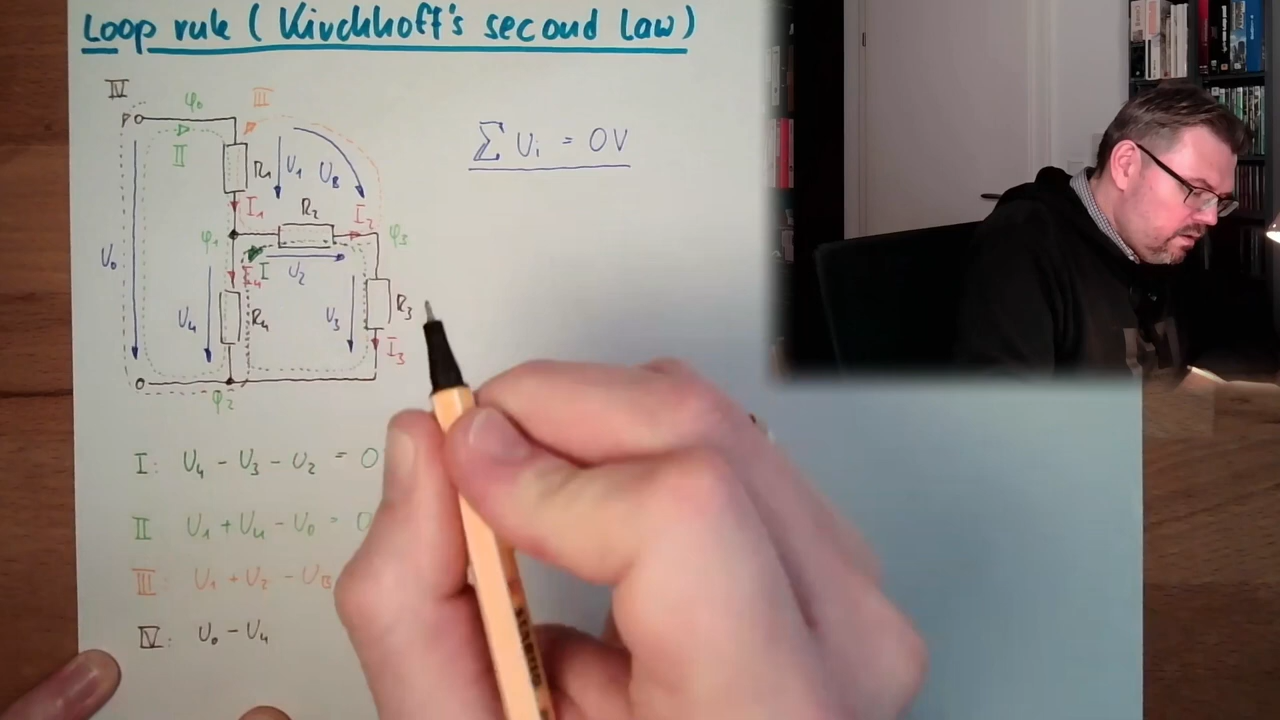 Loop rule ( Kirchhoff's second law )
IV
φ0
III
II
R1
U1
UB
∑ Ui = 0V
I1
R2
I2
φ1
φ3
U0
I4
I
U2
U4
R4
U3
R3
I3
φ2
I: U4 - U3 - U2 = 0
II U1 + U4 - U0 = 0
III: U1 + U2 - UB
IV: U0 - U4